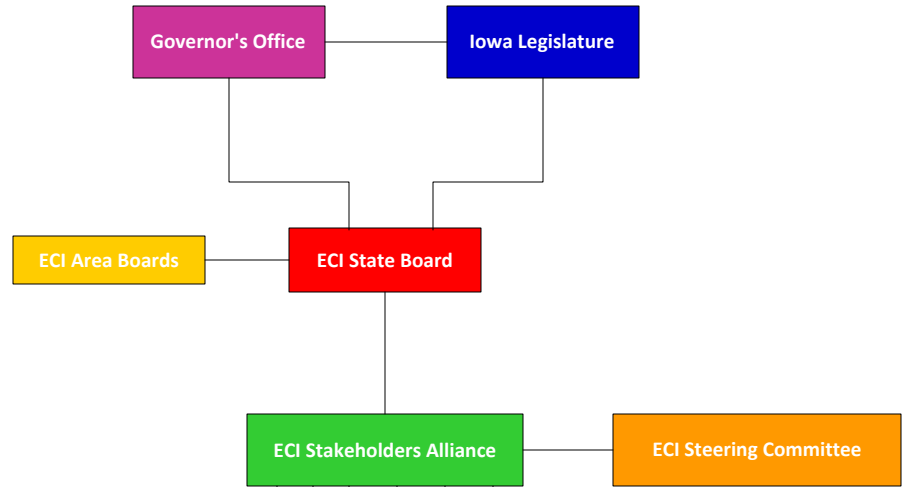 Governor's Office
Iowa Legislature
ECI Area Boards
ECI State Board
ECI Stakeholders Alliance
ECI Steering Committee